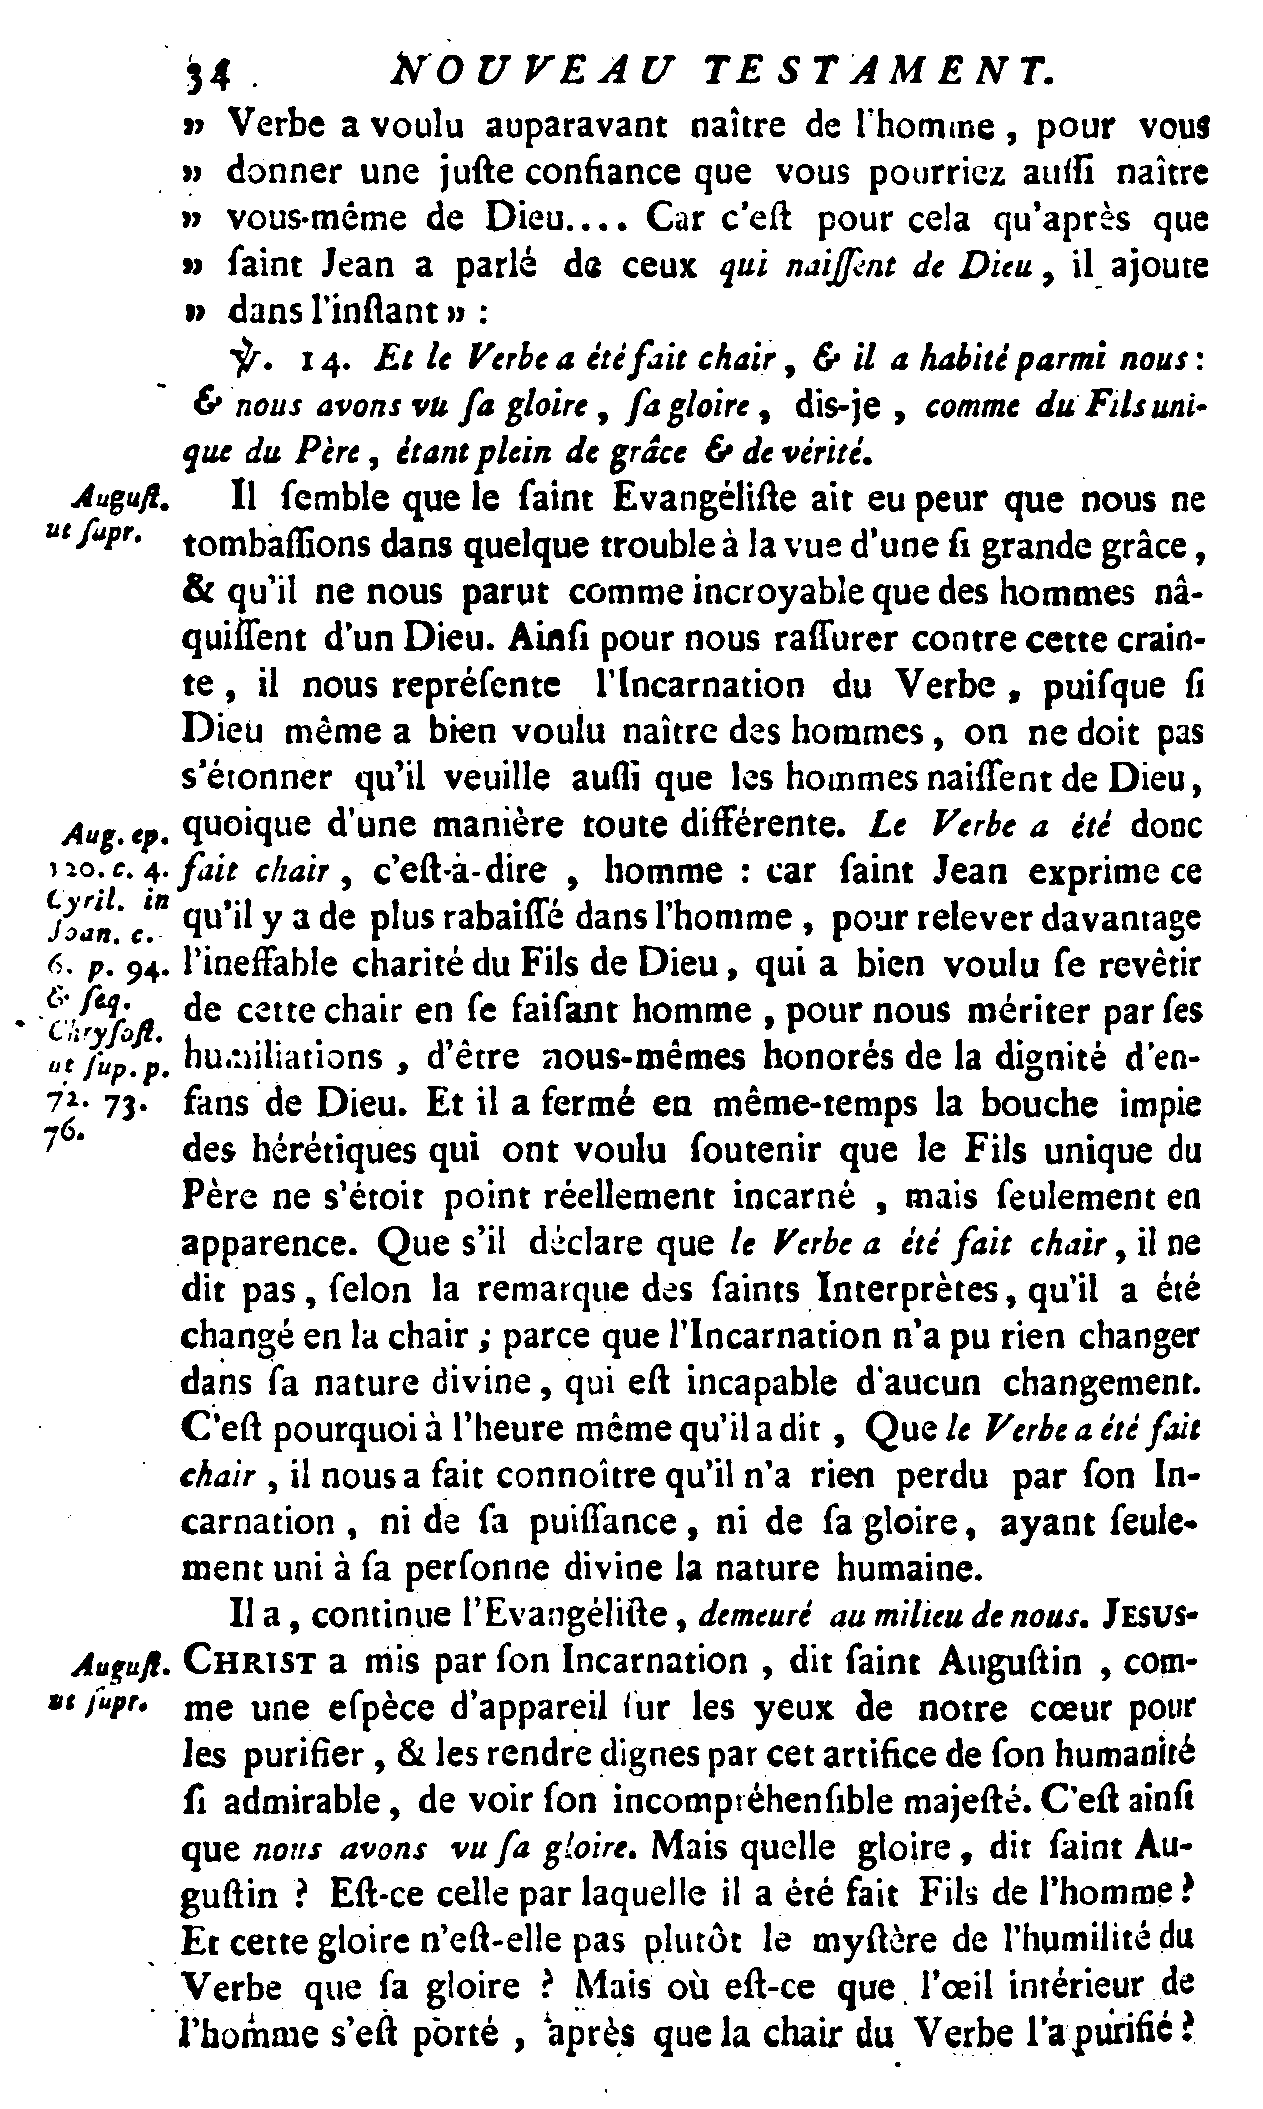 34. NOUVEAU TESTAMENT.
» Verbe a voulu auparavant naître de l'homme, pour vous
» donner une juſte confiance que vous pourriez auſſi naître
» vous-même de Dieu.... Car c'eſt pour cela qu'après que
» ſaint Jean a parlé de ceux qui naiſſent de Dieu, il ajoute
» dans l'inſtant » :
℣. 14. Et le Verbe a été fait chair, & il a habité parmi nous :
& nous avons vu ſa gloire, ſa gloire, dis-je, comme du Fils uni-
que du Père, étant plein de grâce & de vérité.
Auguſt.
ut ſupr.
Il ſemble que le ſaint Evangéliſte ait eu peur que nous ne
tombaſſions dans quelque trouble à la vue d'une ſi grande grâce,
& qu'il ne nous parut comme incroyable que des hommes nâ-
quiſſent d'un Dieu. Ainſi pour nous raſſurer contre cette crain-
te, il nous repréſente l'Incarnation du Verbe, puiſque ſi
Dieu même a bien voulu naître des hommes, on ne doit pas
s'étonner qu'il veuille auſſi que les hommes naiſſent de Dieu,
quoique d'une manière toute différente. Le Verbe a été donc
fait chair, c'eſt-à-dire, homme : car ſaint Jean exprime ce
qu'il y a de plus rabaiſſé dans l'homme, pour relever davantage
l'ineffable charité du Fils de Dieu, qui a bien voulu ſe revêtir
de cette chair en ſe faiſant homme, pour nous mériter par ſes
humiliations, d'être nous-mêmes honorés de la dignité d'en-
fans de Dieu. Et il a fermé en même-temps la bouche impie
des hérétiques qui ont voulu ſoutenir que le Fils unique du
Père ne s'étoit point réellement incarné, mais ſeulement en
apparence. Que s'il déclare que le Verbe a été fait chair, il ne
dit pas, ſelon la remarque des ſaints Interprètes, qu'il a été
changé en la chair ; parce que l'Incarnation n'a pu rien changer
dans ſa nature divine, qui eſt incapable d'aucun changement.
C'eſt pourquoi à l'heure même qu'il a dit, Que le Verbe a été fait
chair, il nous a fait connoître qu'il n'a rien perdu par ſon In-
carnation, ni de ſa puiſſance, ni de ſa gloire, ayant ſeule-
ment uni à ſa perſonne divine la nature humaine.
Aug. ep.
120. c. 4.
Cyril. in
Joan. c.
6. p. 94.
& ſeq.
Chryſoſt.
ut ſup. p.
72. 73.
76.
Il a, continue l'Evangéliſte, demeuré au milieu de nous. JESUS-
CHRIST a mis par ſon Incarnation, dit ſaint Auguſtin, com-
me une eſpèce d'appareil ſur les yeux de notre cœur pour
les purifier, & les rendre dignes par cet artifice de ſon humanité
ſi admirable, de voir ſon incompréhenſible majeſté. C'eſt ainſi
que nous avons vu ſa gloire. Mais quelle gloire, dit ſaint Au-
guſtin ? Eſt-ce celle par laquelle il a été fait Fils de l'homme ?
Et cette gloire n'eſt-elle pas plutôt le myſtère de l'humilité du
Verbe que ſa gloire ? Mais où eſt-ce que l'œil intérieur de
l'homme s'eſt porté, après que la chair du Verbe l'a purifié ?
Auguſt.
ut ſupr.